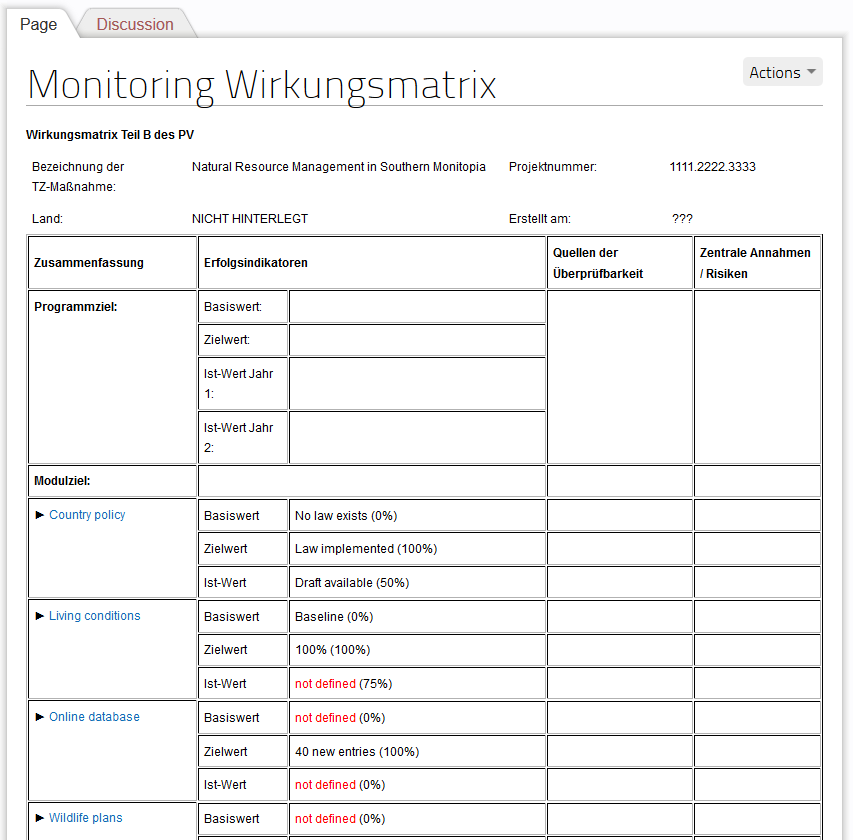 Page Discussion
Monitoring Wirkungsmatrix Actions
Wirkungsmatrix Teil B des PV
Bezeichnung der Natural Resource Management in Southern Monitopia Projektnummer: 1111.2222.3333
TZ-Maßnahme:
Land: NICHT HINTERLEGT Erstellt am: ???
Zusammenfassung Erfolgsindikatoren Quellen der Zentrale Annahmen
Überprüfbarkeit / Risiken
Programmziel: Basiswert:
Zielwert:
Ist-Wert Jahr
1:
Ist-Wert Jahr
2:
Modulziel:
► Country policy Basiswert No law exists (0%)
Zielwert Law implemented (100%)
Ist-Wert Draft available (50%)
► Living conditions Basiswert Baseline (0%)
Zielwert 100% (100%)
Ist-Wert not defined (75%)
► Online database Basiswert not defined (0%)
Zielwert 40 new entries (100%)
Ist-Wert not defined (0%)
► Wildlife plans Basiswert not defined (0%)